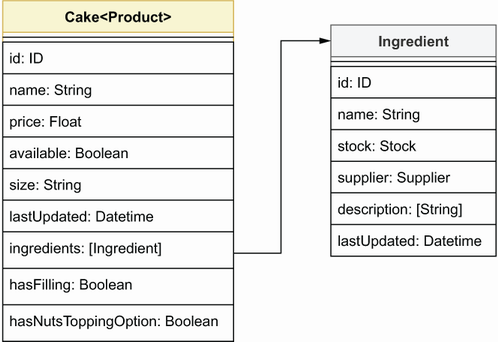 Cake<Product>
id: ID
name: String
price: Float
available: Boolean
size: String
lastUpdated: Datetime
ingredients: [Ingredient]
hasFilling: Boolean
hasNutsToppingOption: Boolean
Ingredient
id: ID
name: String
stock: Stock
supplier: Supplier
description: [String]
lastUpdated: Datetime